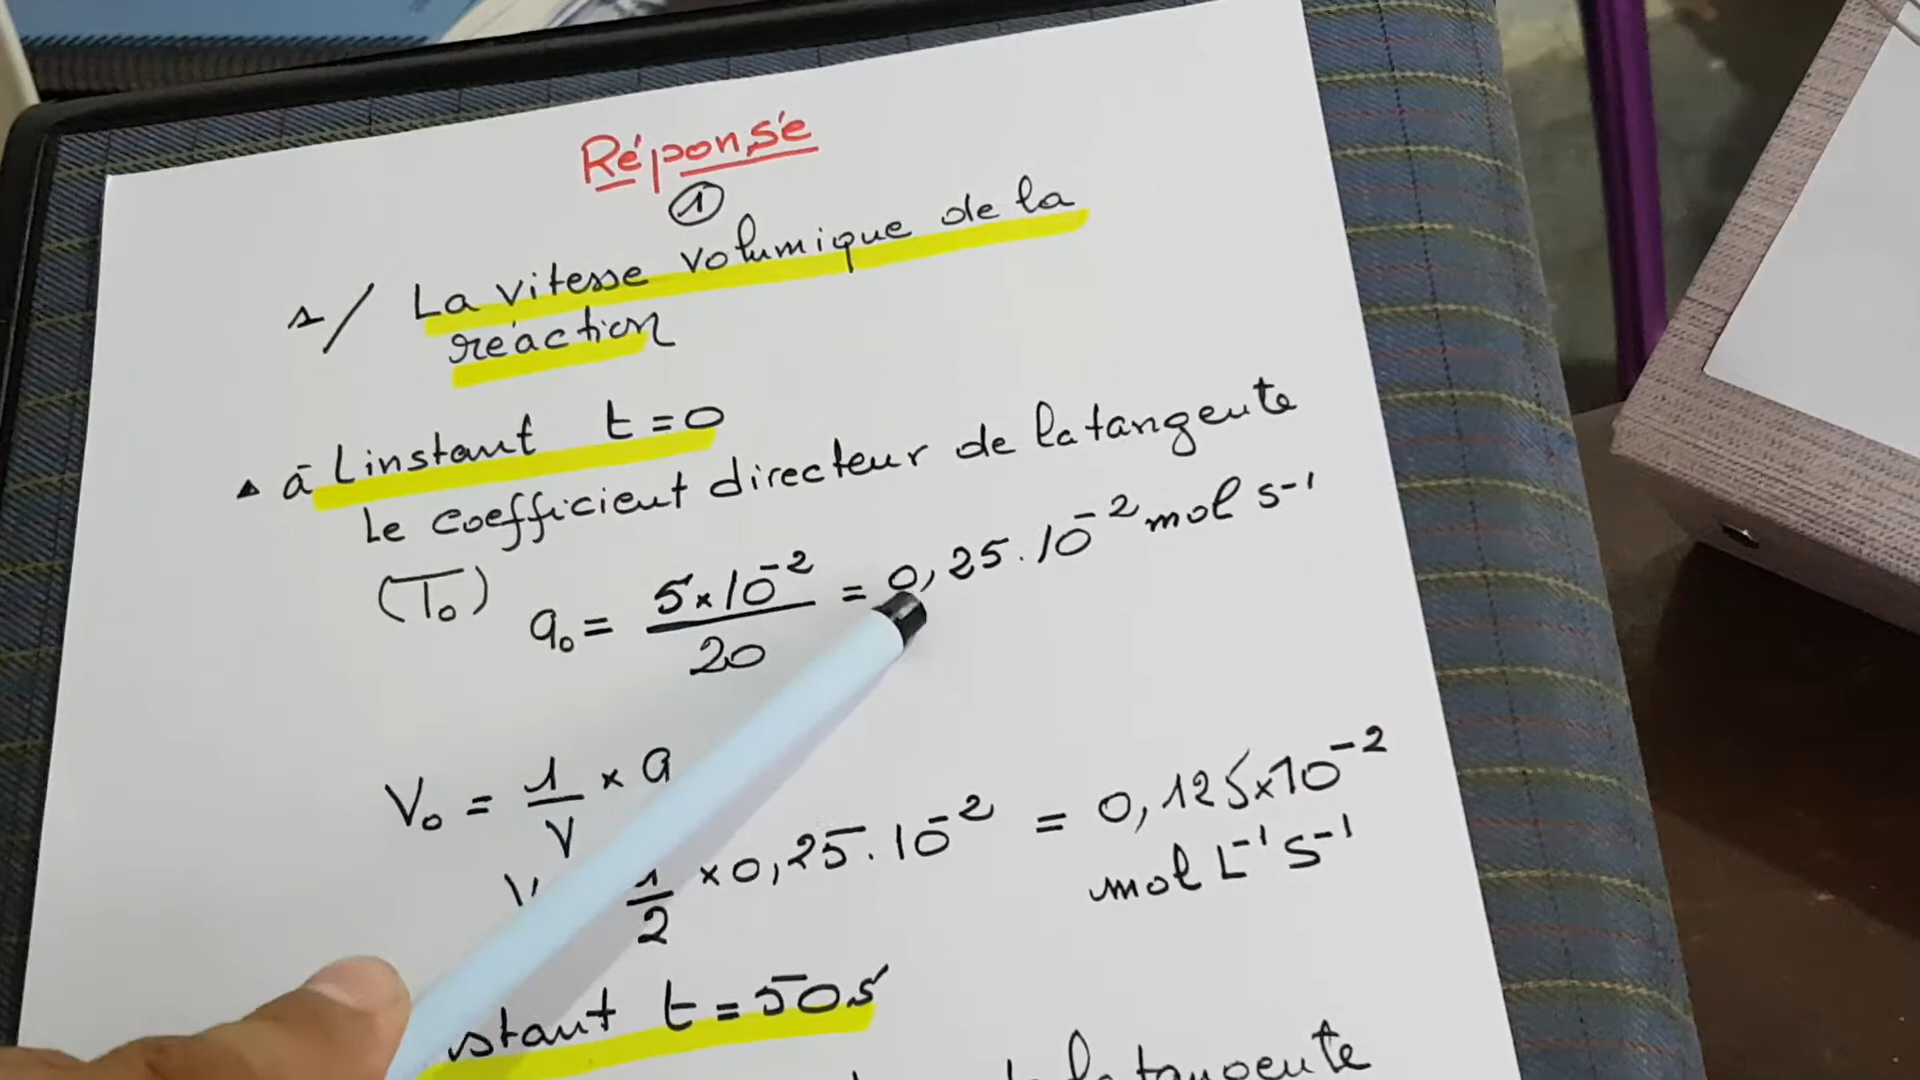 Réponse
①
1/ La vitesse volumique de la
réaction
▲ à l'instant t = 0
Le coefficient directeur de la tangente
(T₀) a₀ = 5×10⁻²/20 = 0,25.10⁻² mol s⁻¹
V₀ = 1/V × a
1/2 × 0,25.10⁻² = 0,125×10⁻²
mol L⁻¹ S⁻¹
stant t = 50s
la tangente